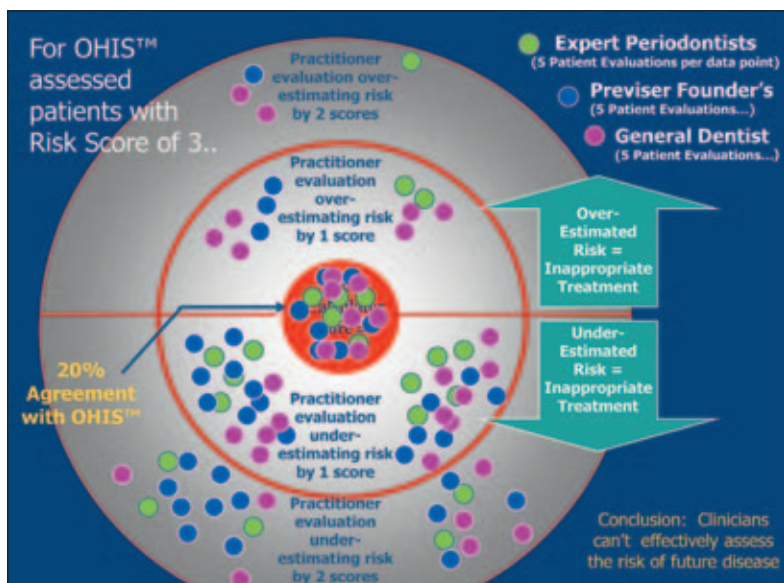 For OHIS™
assessed
patients with
Risk Score of 3..
Practitioner
evaluation over-
estimating risk
by 2 scores
Expert Periodontists
(5 Patient Evaluations per data point)
Previser Founder's
(5 Patient Evaluations...)
General Dentist
(5 Patient Evaluations...)
Practitioner
evaluation
over-
estimating risk
by 1 score
Over-
Estimated
Risk =
Inappropriate
Treatment
Under-
Estimated
Risk =
Inappropriate
Treatment
20%
Agreement
with OHIS™
Practitioner
evaluation
under-
estimating risk
by 1 score
Practitioner
evaluation
under-
estimating risk
by 2 scores
Conclusion: Clinicians
can't effectively assess
the risk of future disease